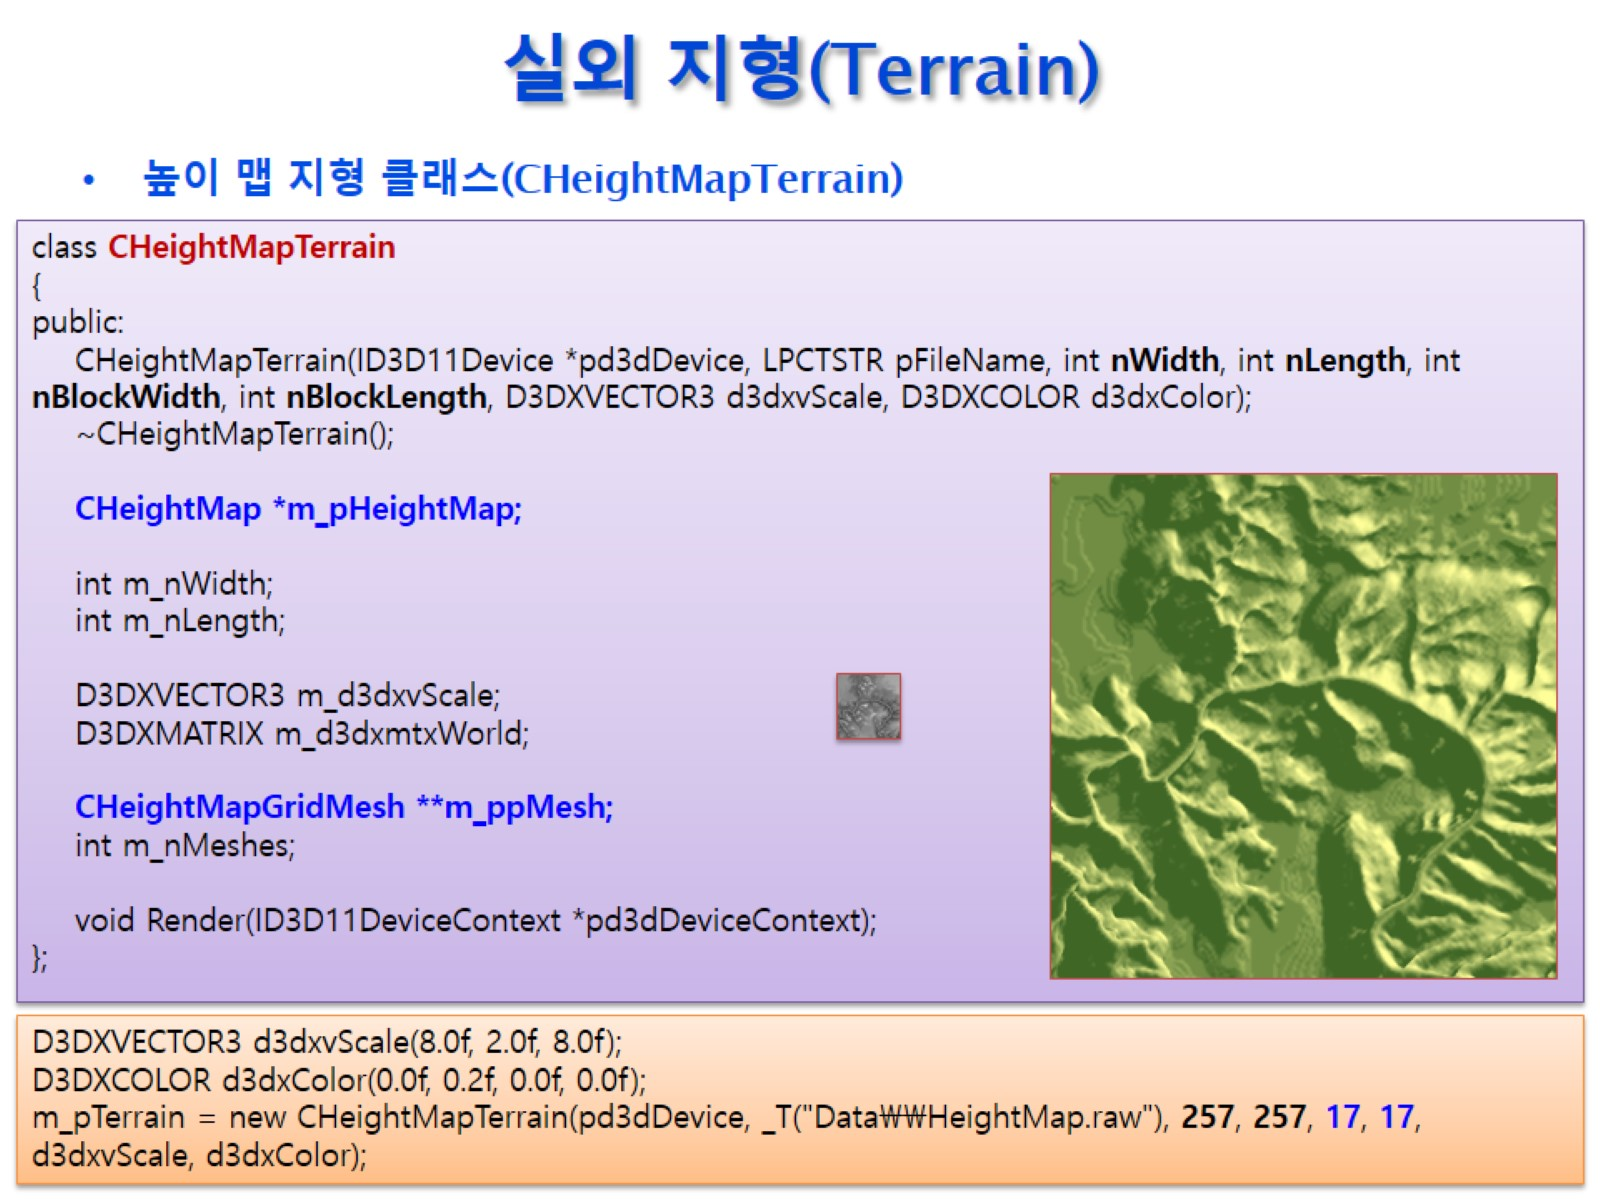 실외 지형(Terrain)
• 높이 맵 지형 클래스(CHeightMapTerrain)
class CHeightMapTerrain
{
public:
CHeightMapTerrain(ID3D11Device *pd3dDevice, LPCTSTR pFileName, int nWidth, int nLength, int
nBlockWidth, int nBlockLength, D3DXVECTOR3 d3dxvScale, D3DXCOLOR d3dxColor);
~CHeightMapTerrain();
CHeightMap *m_pHeightMap;
int m_nWidth;
int m_nLength;
D3DXVECTOR3 m_d3dxvScale;
D3DXMATRIX m_d3dxmtxWorld;
CHeightMapGridMesh **m_ppMesh;
int m_nMeshes;
void Render(ID3D11DeviceContext *pd3dDeviceContext);
};
D3DXVECTOR3 d3dxvScale(8.0f, 2.0f, 8.0f);
D3DXCOLOR d3dxColor(0.0f, 0.2f, 0.0f, 0.0f);
m_pTerrain = new CHeightMapTerrain(pd3dDevice, _T("Data₩₩HeightMap.raw"), 257, 257, 17, 17,
d3dxvScale, d3dxColor);